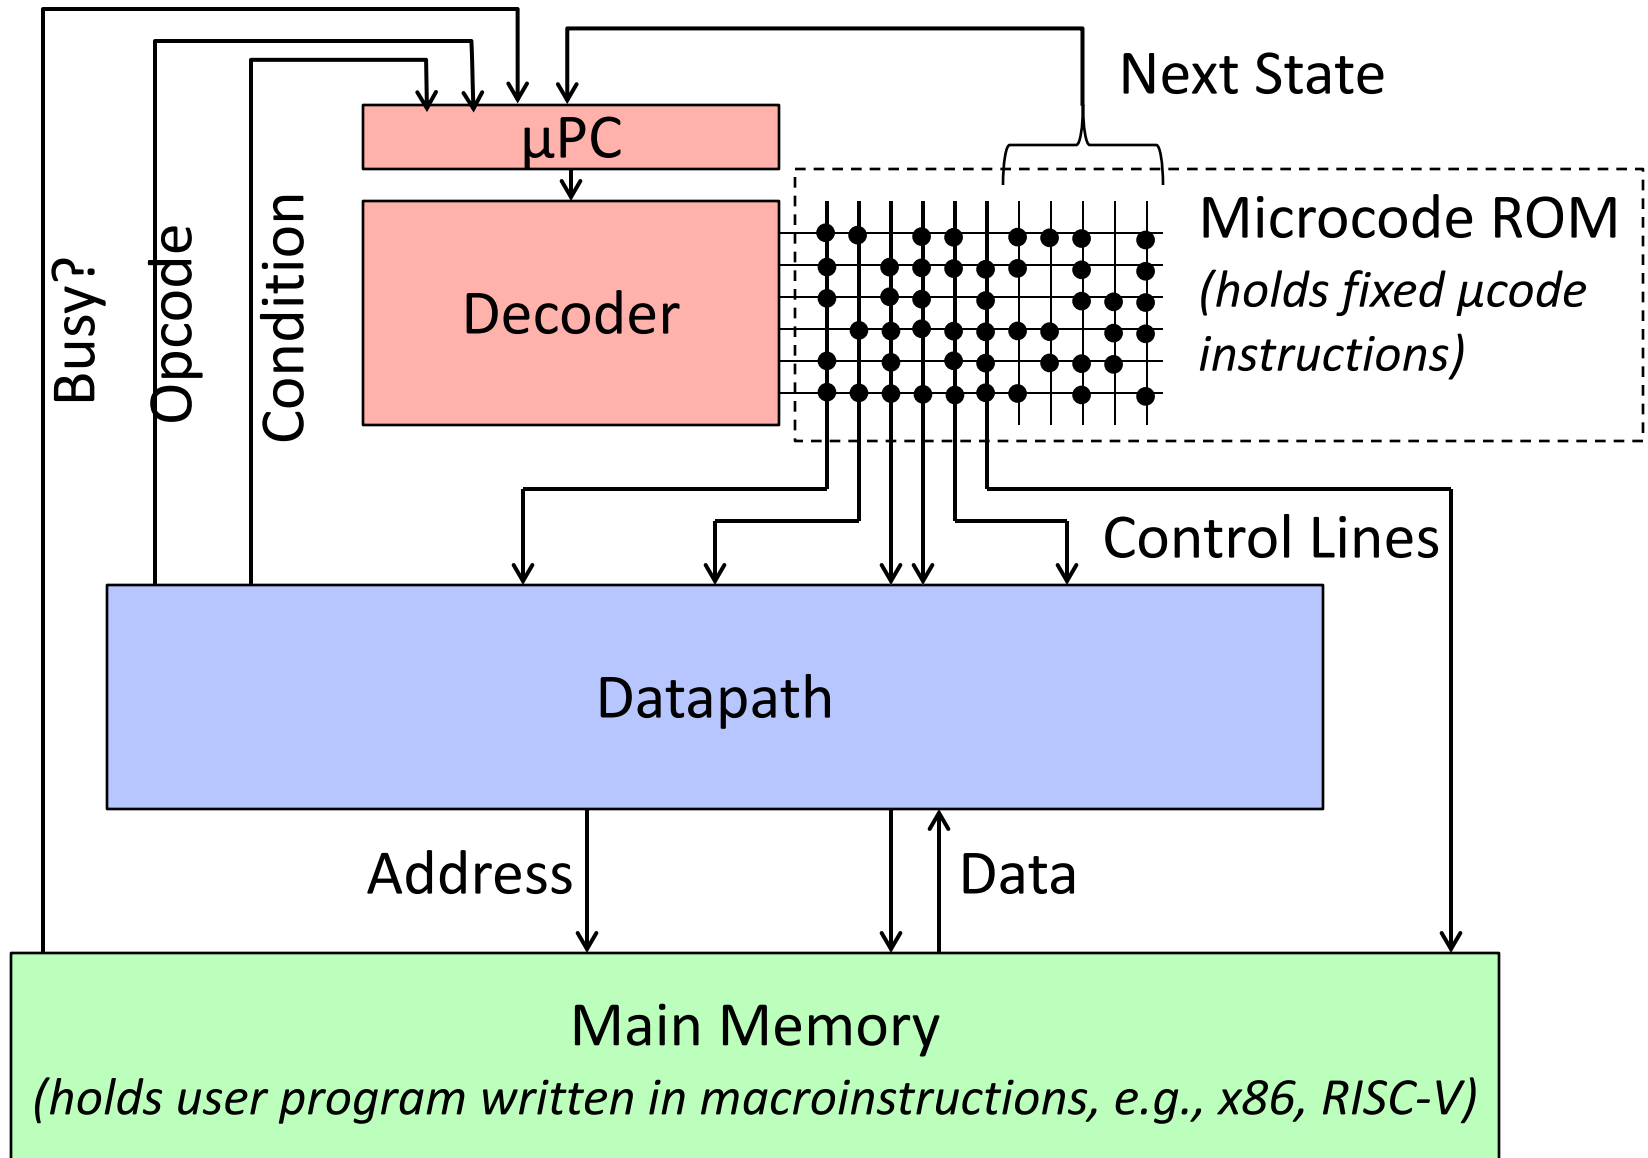 Next State
µPC
Microcode ROM
(holds fixed µcode
instructions)
Busy?
Opcode
Condition
Decoder
Control Lines
Datapath
Address
Data
Main Memory
(holds user program written in macroinstructions, e.g., x86, RISC-V)